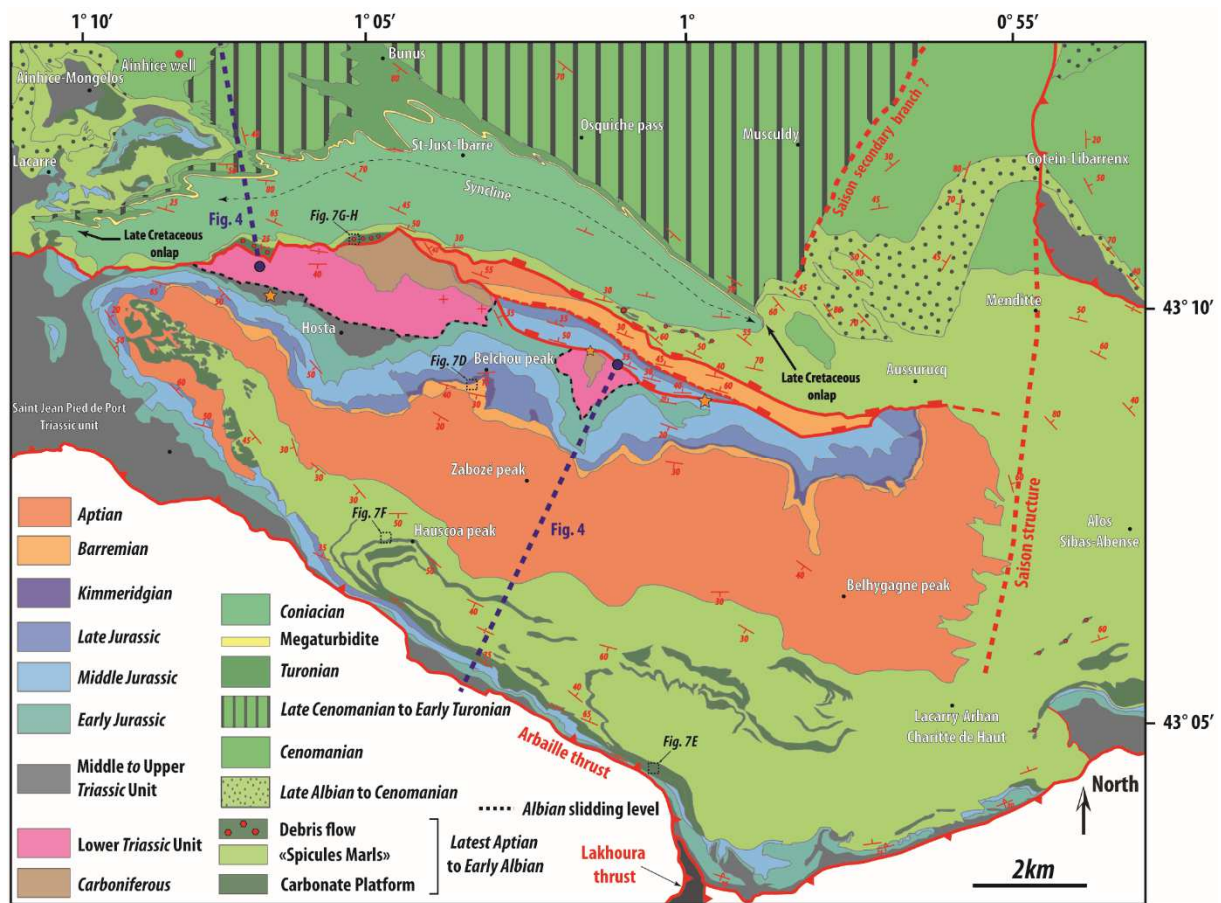 1° 10'
1° 05'
1°
0° 55'
Bunus
Ainhice well
Ainhice-Mongelos
Osquiche pass
Musculdy
Saison secondary branch ?
Gotein-Libarrenx
Lacarre
St-Just-Ibarre
Syncline
Fig. 4
Fig. 7G-H
Late Cretaceous
onlap
Menditte
43° 10'
Hosta
Belchou peak
Fig. 7D
Late Cretaceous
onlap
Aussurucq
Saint Jean Pied de Port
Triassic unit
Zabozé peak
Fig. 7F
Hauscoa peak
Fig. 4
Alos
Sibas-Abense
Saison structure
Belhygagne peak
Lacarry Arhan
Charitte de Haut
43° 05'
Fig. 7E
Arbaille thrust
North
Lakhoura
thrust
2km
Aptian
Barremian
Kimmeridgian
Late Jurassic
Middle Jurassic
Early Jurassic
Middle to Upper
Triassic Unit
Lower Triassic Unit
Carboniferous
Coniacian
Megaturbidite
Turonian
Late Cenomanian to Early Turonian
Cenomanian
Late Albian to Cenomanian
Debris flow
«Spicules Marls»
Carbonate Platform
Latest Aptian
to Early Albian
Albian slidding level